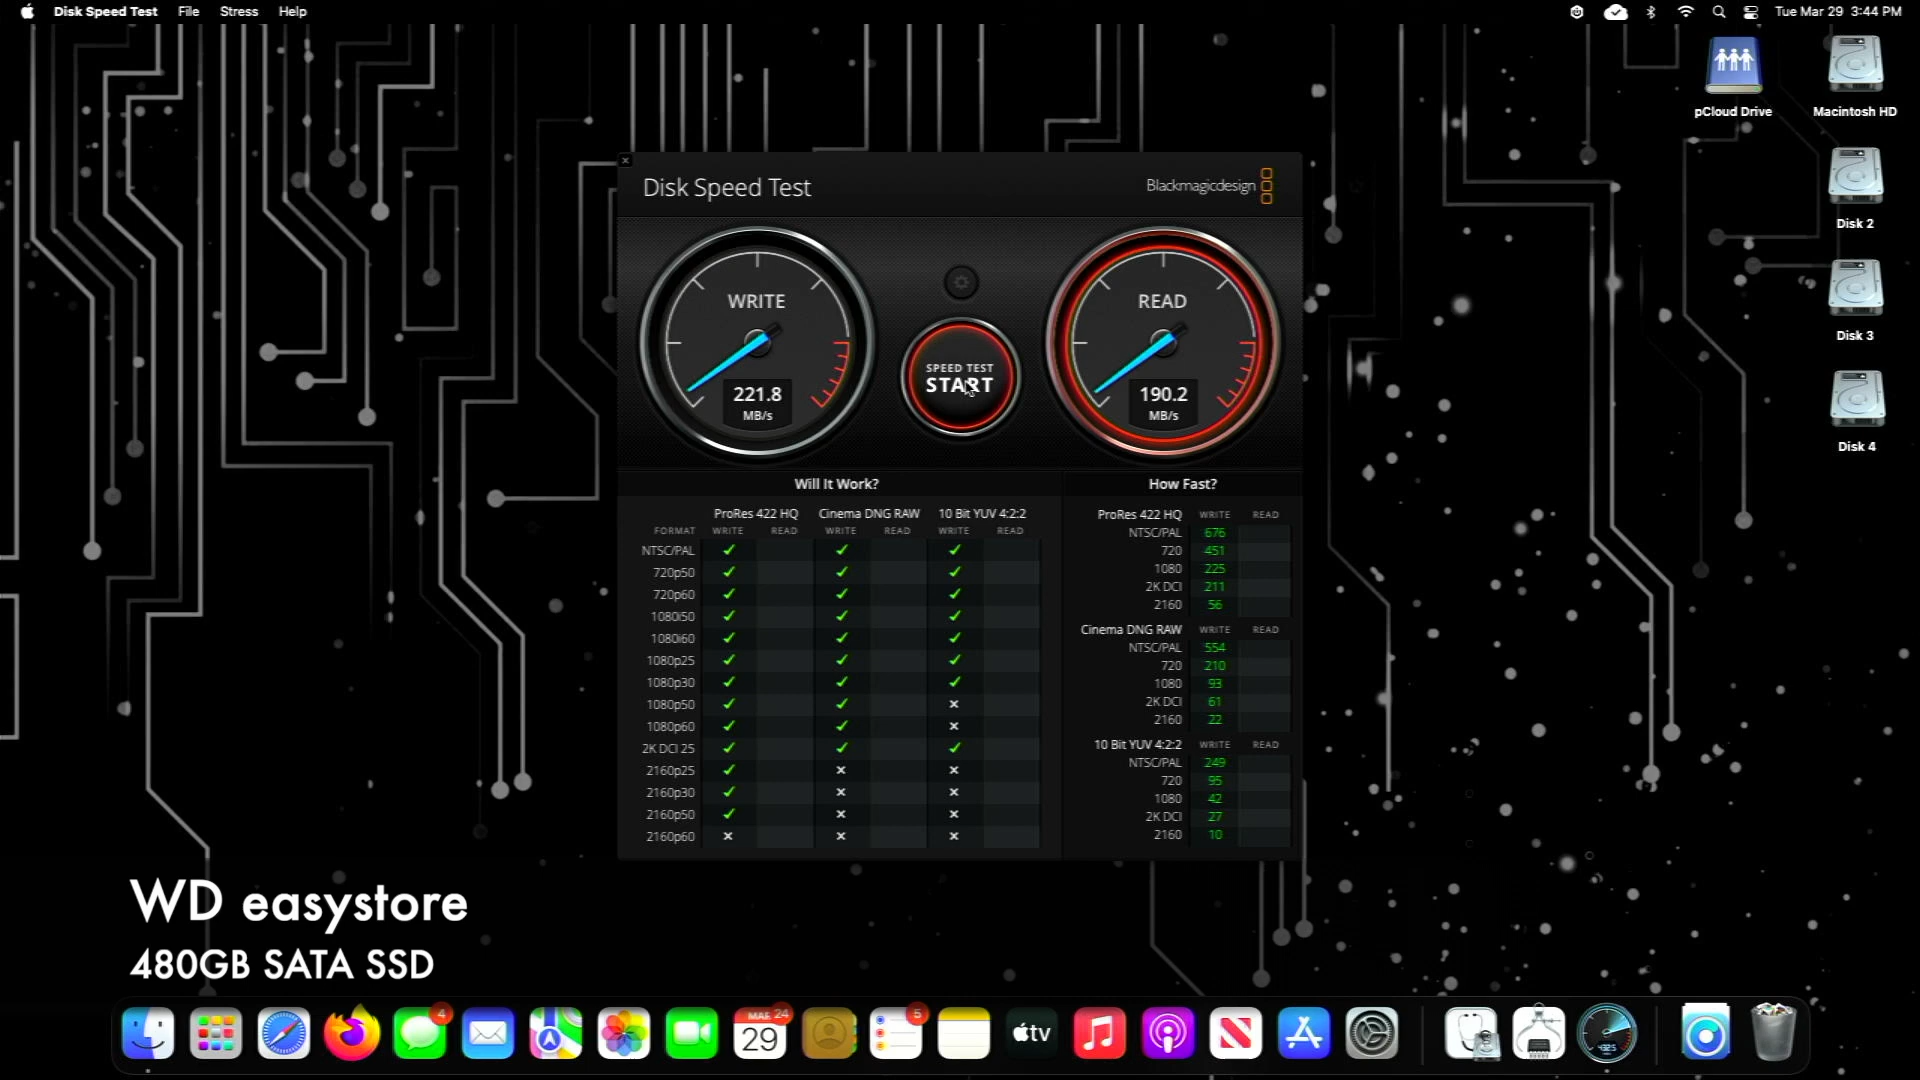 Disk Speed Test File Stress Help
Tue Mar 29 3:44 PM
pCloud Drive
Macintosh HD
Disk 2
Disk 3
Disk 4
Disk Speed Test
Blackmagicdesign
WRITE
221.8
MB/s
SPEED TEST
START
READ
190.2
MB/s
Will It Work?
ProRes 422 HQ Cinema DNG RAW 10 Bit YUV 4:2:2
FORMAT WRITE READ WRITE READ WRITE READ
NTSC/PAL ✓ ✓ ✓
720p50 ✓ ✓ ✓
720p60 ✓ ✓ ✓
1080i50 ✓ ✓ ✓
1080i60 ✓ ✓ ✓
1080p25 ✓ ✓ ✓
1080p30 ✓ ✓ ✓
1080p50 ✓ ✓ ×
1080p60 ✓ ✓ ×
2K DCI 25 ✓ ✓ ✓
2160p25 ✓ × ×
2160p30 ✓ × ×
2160p50 ✓ × ×
2160p60 × × ×
How Fast?
ProRes 422 HQ WRITE READ
NTSC/PAL 676
720 451
1080 225
2K DCI 211
2160 56
Cinema DNG RAW WRITE READ
NTSC/PAL 554
720 210
1080 93
2K DCI 61
2160 22
10 Bit YUV 4:2:2 WRITE READ
NTSC/PAL 249
720 95
1080 42
2K DCI 27
2160 10
WD easystore
480GB SATA SSD
4
24
29
5
tv